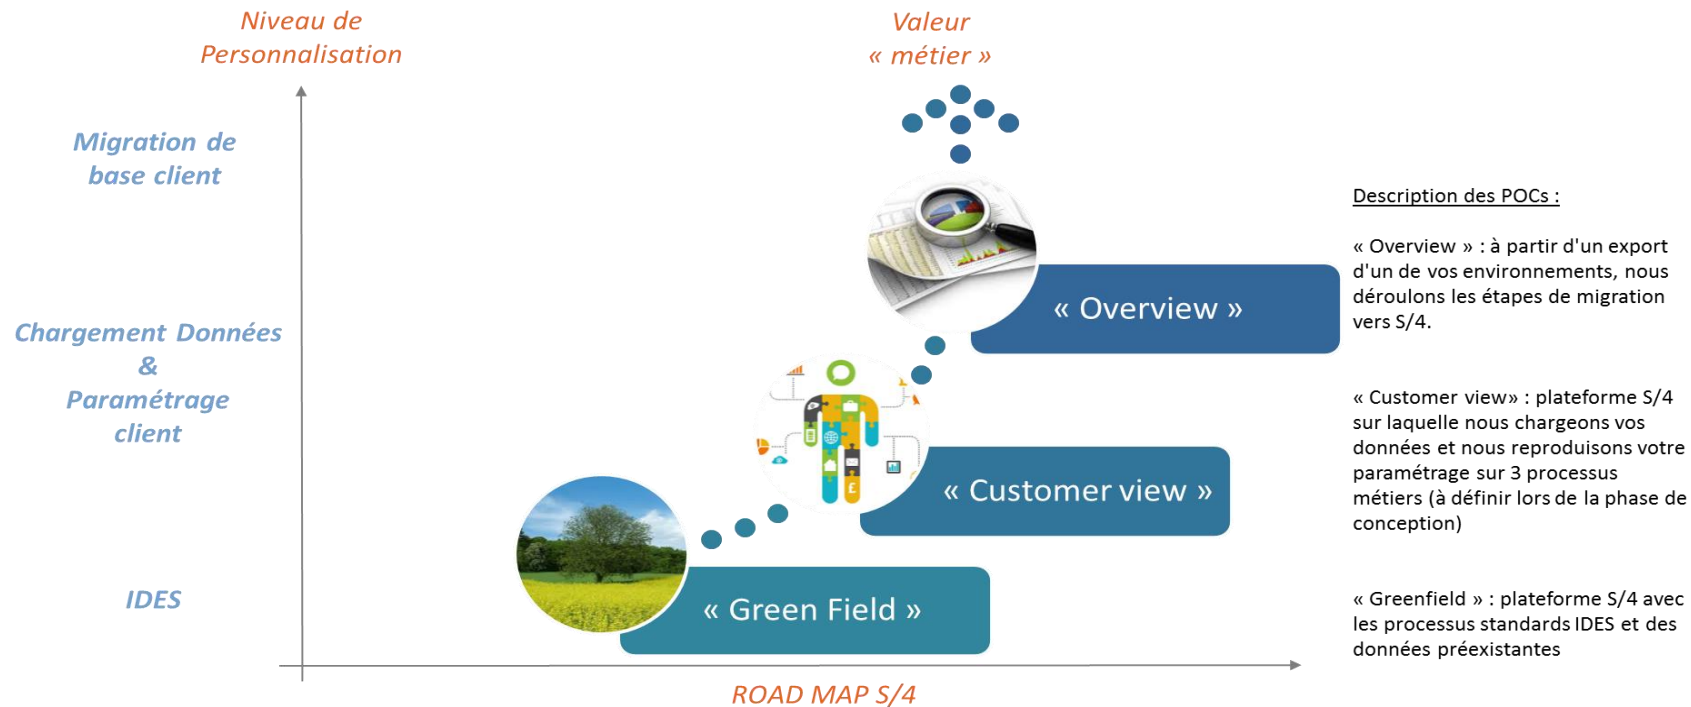 Niveau de
Personnalisation
Valeur
« métier »
Migration de
base client
Chargement Données
&
Paramétrage
client
IDES
« Overview »
« Customer view »
« Green Field »
£
ROAD MAP S/4
Description des POCs :
« Overview » : à partir d'un export
d'un de vos environnements, nous
déroulons les étapes de migration
vers S/4.
« Customer view» : plateforme S/4
sur laquelle nous chargeons vos
données et nous reproduisons votre
paramétrage sur 3 processus
métiers (à définir lors de la phase de
conception)
« Greenfield » : plateforme S/4 avec
les processus standards IDES et des
données préexistantes